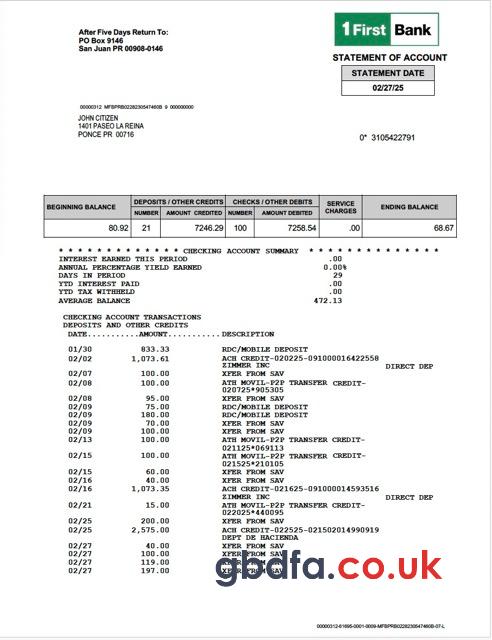 After Five Days Return To:
PO Box 9146
San Juan PR 00908-0146
1 First Bank
STATEMENT OF ACCOUNT
STATEMENT DATE
02/27/25
00000312 MFBPRB0228230547460B 9 000000000
JOHN CITIZEN
1401 PASEO LA REINA
PONCE PR 00716
0* 3105422791
BEGINNING BALANCE DEPOSITS / OTHER CREDITS CHECKS / OTHER DEBITS SERVICE CHARGES ENDING BALANCE
NUMBER AMOUNT CREDITED NUMBER AMOUNT DEBITED
80.92 21 7246.29 100 7258.54 .00 68.67
* * * * * * * * * * * * * CHECKING ACCOUNT SUMMARY * * * * * * * * * * * * * *
INTEREST EARNED THIS PERIOD .00
ANNUAL PERCENTAGE YIELD EARNED 0.00%
DAYS IN PERIOD 29
YTD INTEREST PAID .00
YTD TAX WITHHELD .00
AVERAGE BALANCE 472.13
CHECKING ACCOUNT TRANSACTIONS
DEPOSITS AND OTHER CREDITS
DATE..........AMOUNT..........DESCRIPTION
01/30 833.33 RDC/MOBILE DEPOSIT
02/02 1,073.61 ACH CREDIT-020225-091000016422558
ZIMMER INC DIRECT DEP
02/07 100.00 XFER FROM SAV
02/08 100.00 ATH MOVIL-P2P TRANSFER CREDIT-
020725*905305
02/08 95.00 XFER FROM SAV
02/09 75.00 RDC/MOBILE DEPOSIT
02/09 180.00 RDC/MOBILE DEPOSIT
02/09 70.00 XFER FROM SAV
02/09 100.00 XFER FROM SAV
02/13 100.00 ATH MOVIL-P2P TRANSFER CREDIT-
021125*069113
02/15 100.00 ATH MOVIL-P2P TRANSFER CREDIT-
021525*210105
02/15 60.00 XFER FROM SAV
02/16 40.00 XFER FROM SAV
02/16 1,073.35 ACH CREDIT-021625-091000014593516
ZIMMER INC DIRECT DEP
02/21 15.00 ATH MOVIL-P2P TRANSFER CREDIT-
022025*440095
02/25 200.00 XFER FROM SAV
02/25 2,575.00 ACH CREDIT-022525-021502014990919
DEPT DE HACIENDA
02/27 40.00 XFER FROM SAV
02/27 100.00 XFER FROM SAV
02/27 119.00 XFER FROM SAV
02/27 197.00 XFER FROM SAV
gbdfa.co.uk
00000312-61695-0001-0009-MFBPRB0228230547460B-07-L